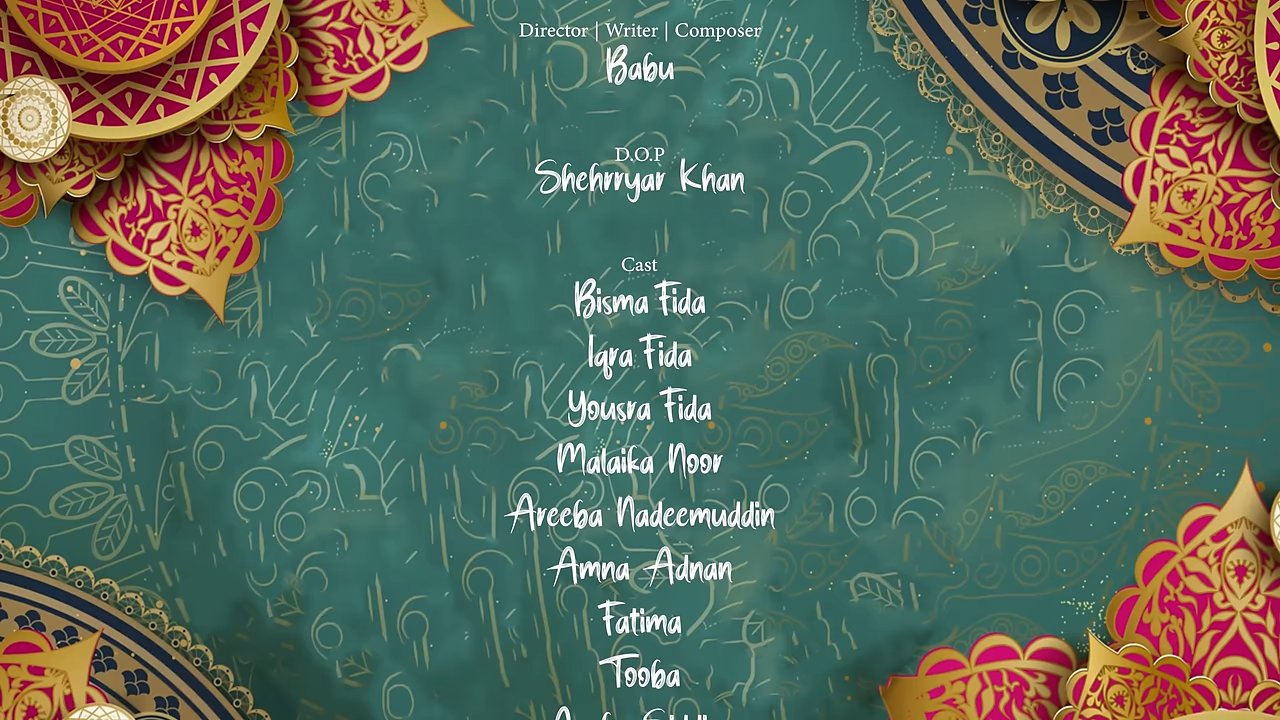 Director | Writer | Composer
Babu
D.O.P
Shehrryar Khan
Cast
Bisma Fida
Iqra Fida
Yousra Fida
Malaika Noor
Areeba Nadeemuddin
Amna Adnan
Fatima
Tooba